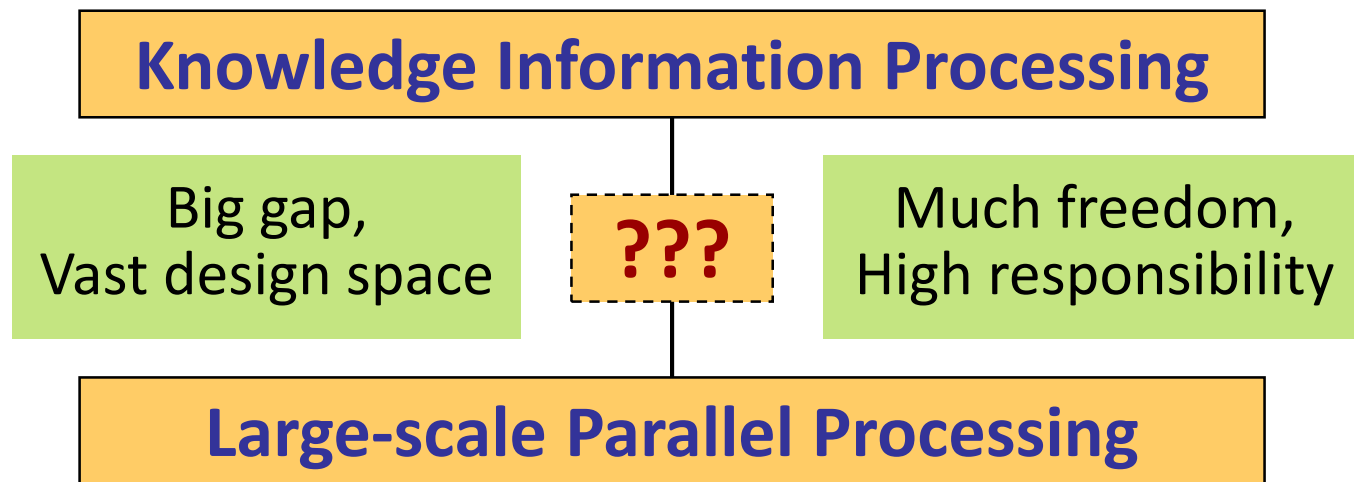 Knowledge Information Processing
Big gap,
Vast design space
???
Much freedom,
High responsibility
Large-scale Parallel Processing